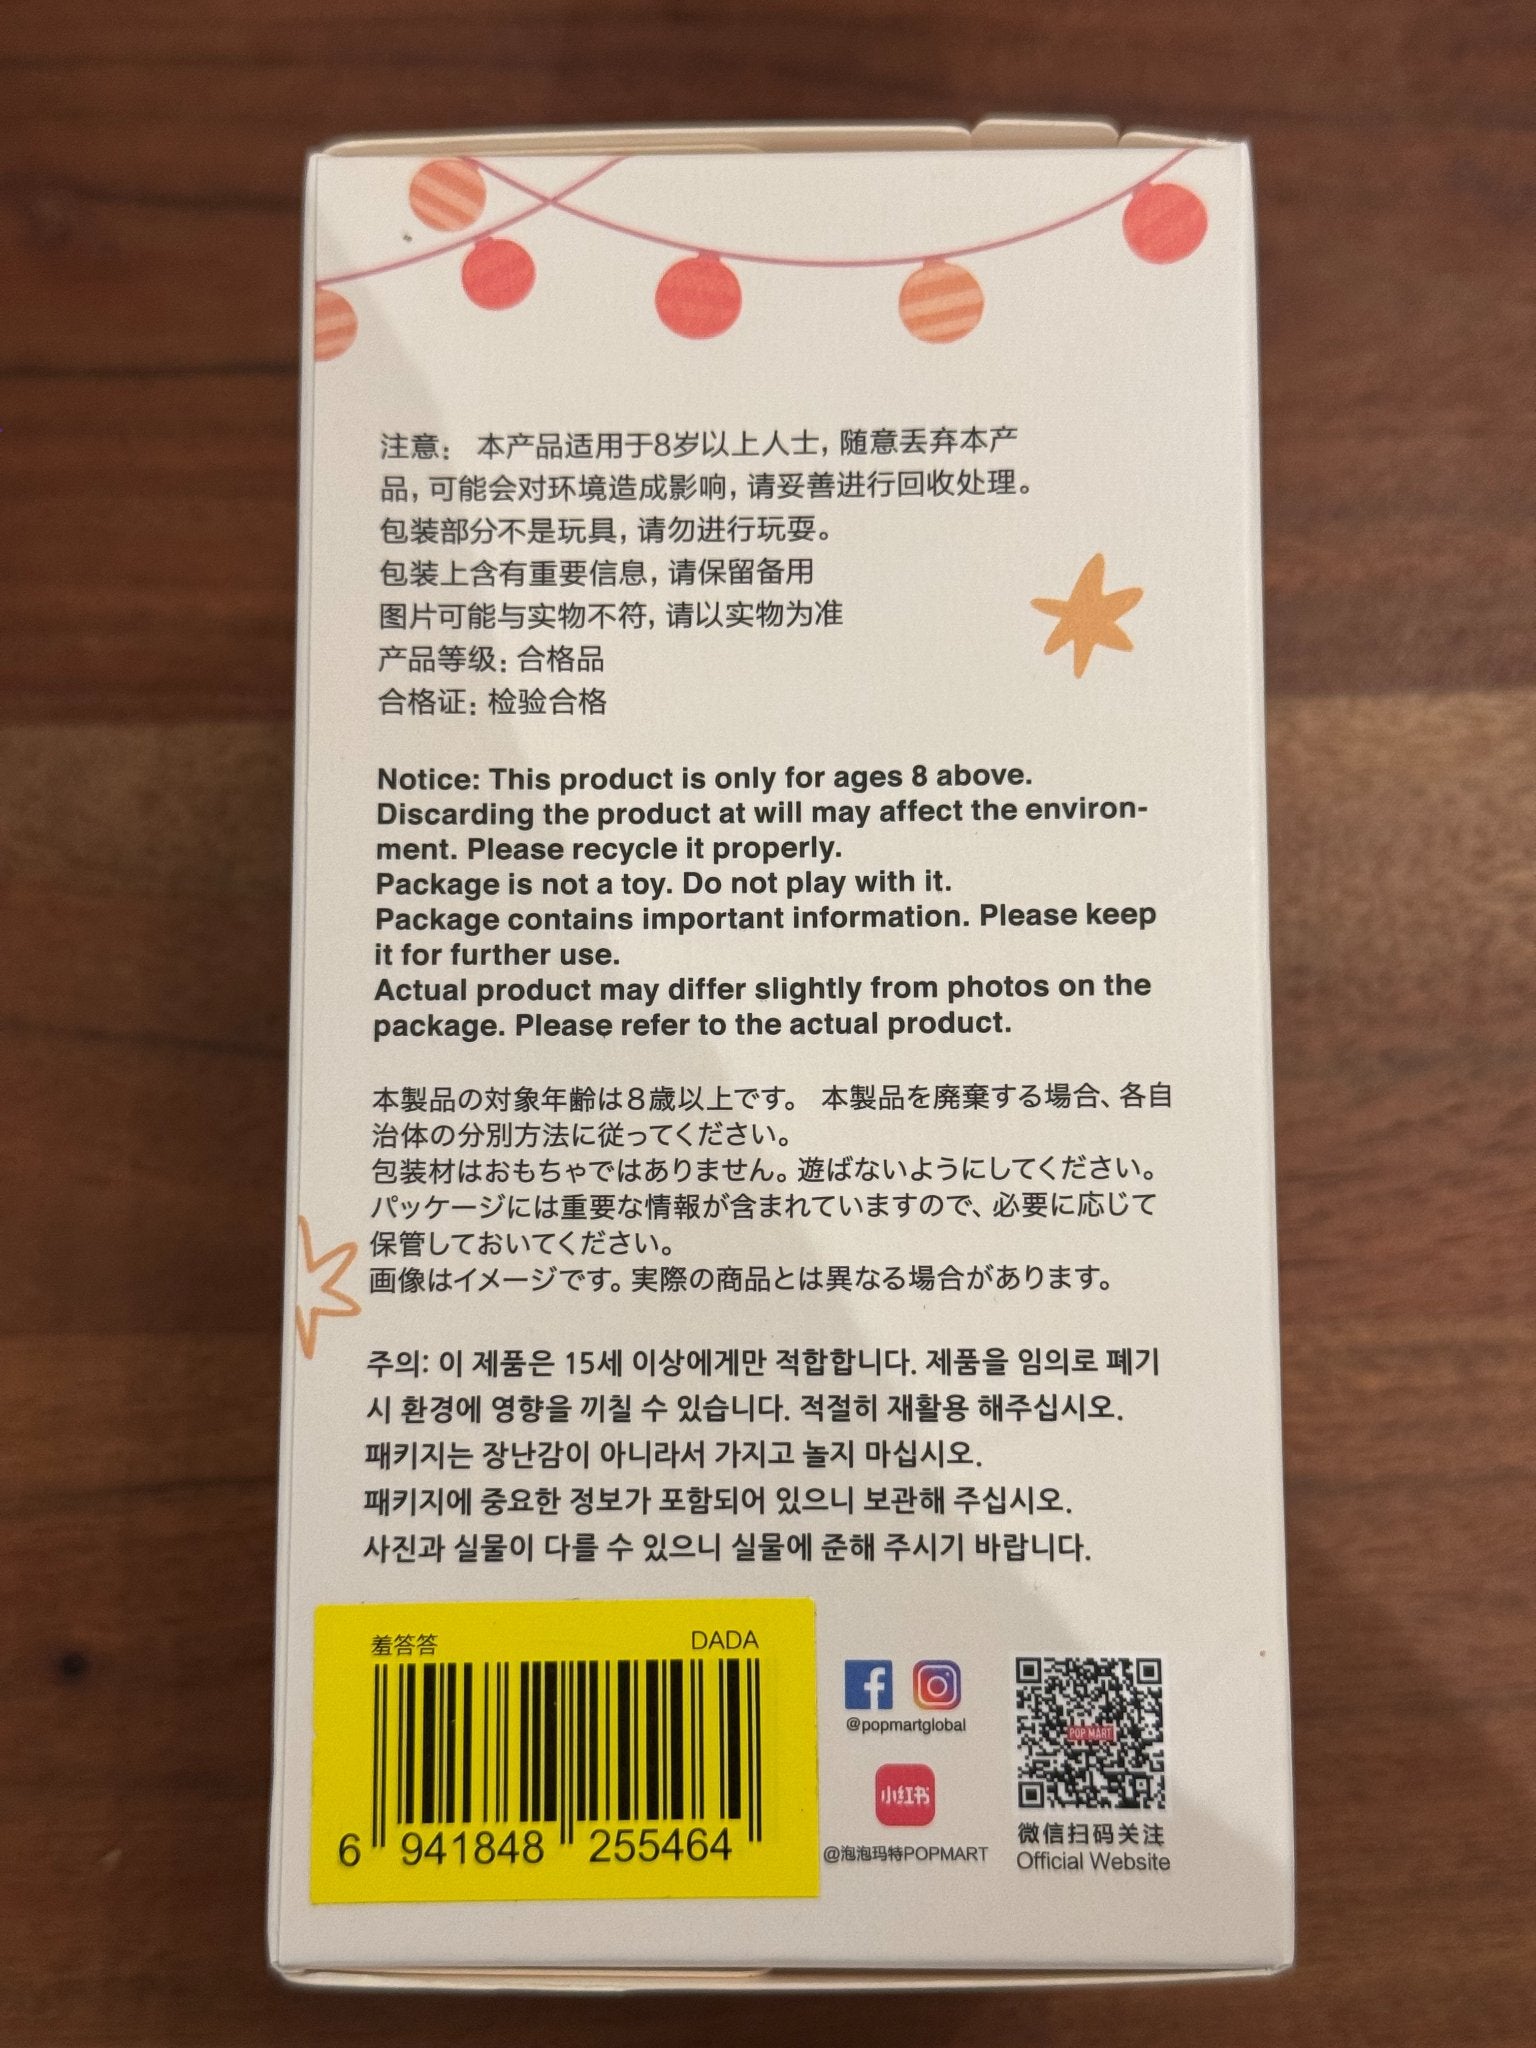 注意： 本产品适用于8岁以上人士，随意丢弃本产
品，可能会对环境造成影响，请妥善进行回收处理。
包装部分不是玩具，请勿进行玩耍。
包装上含有重要信息，请保留备用
图片可能与实物不符，请以实物为准
产品等级：合格品
合格证：检验合格
Notice: This product is only for ages 8 above.
Discarding the product at will may affect the environ-
ment. Please recycle it properly.
Package is not a toy. Do not play with it.
Package contains important information. Please keep
it for further use.
Actual product may differ slightly from photos on the
package. Please refer to the actual product.
本製品の対象年齢は8歳以上です。 本製品を廃棄する場合、各自
治体の分別方法に従ってください。
包装材はおもちゃではありません。遊ばないようにしてください。
パッケージには重要な情報が含まれていますので、必要に応じて
保管しておいてください。
画像はイメージです。実際の商品とは異なる場合があります。
주의: 이 제품은 15세 이상에게만 적합합니다. 제품을 임의로 폐기
시 환경에 영향을 끼칠 수 있습니다. 적절히 재활용 해주십시오.
패키지는 장난감이 아니라서 가지고 놀지 마십시오.
패키지에 중요한 정보가 포함되어 있으니 보관해 주십시오.
사진과 실물이 다를 수 있으니 실물에 준해 주시기 바랍니다.
羞答答 DADA
6 941848 255464
@popmartglobal
小红书
@泡泡玛特POPMART
POP MART
微信扫码关注
Official Website